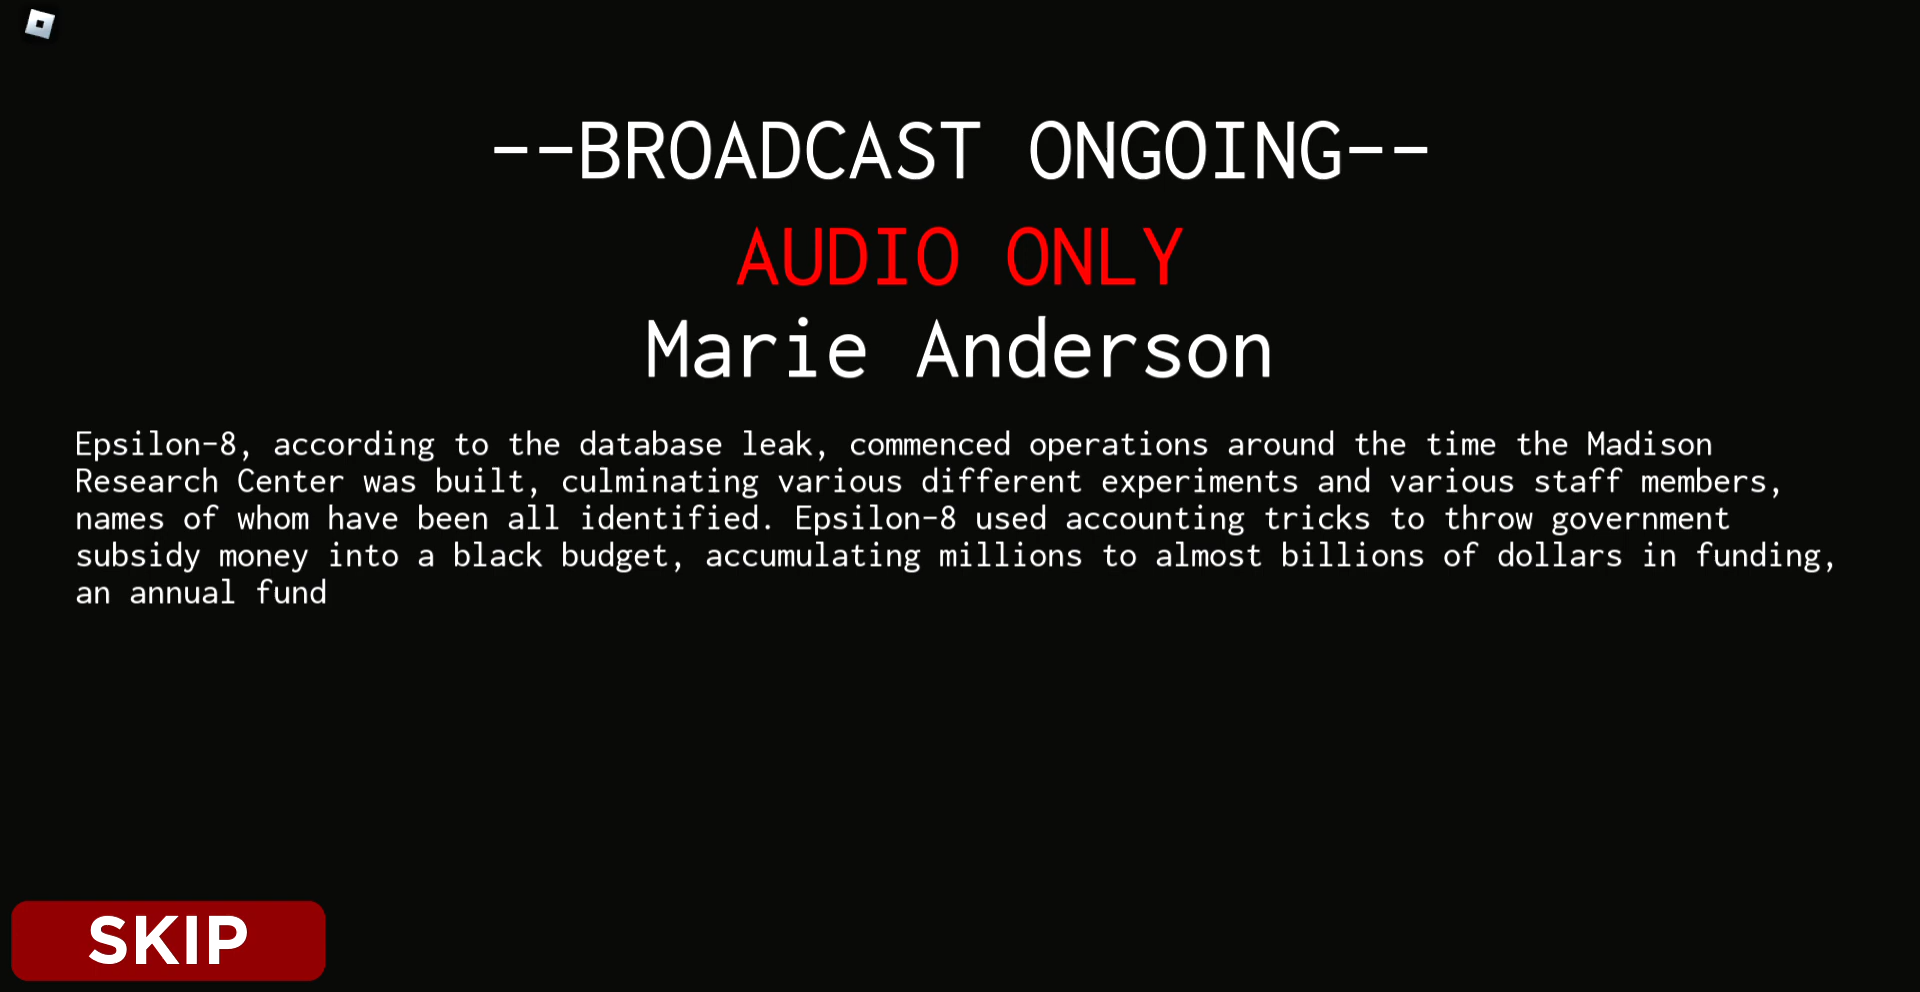 --BROADCAST ONGOING--
AUDIO ONLY
Marie Anderson
Epsilon-8, according to the database leak, commenced operations around the time the Madison
Research Center was built, culminating various different experiments and various staff members,
names of whom have been all identified. Epsilon-8 used accounting tricks to throw government
subsidy money into a black budget, accumulating millions to almost billions of dollars in funding,
an annual fund
SKIP